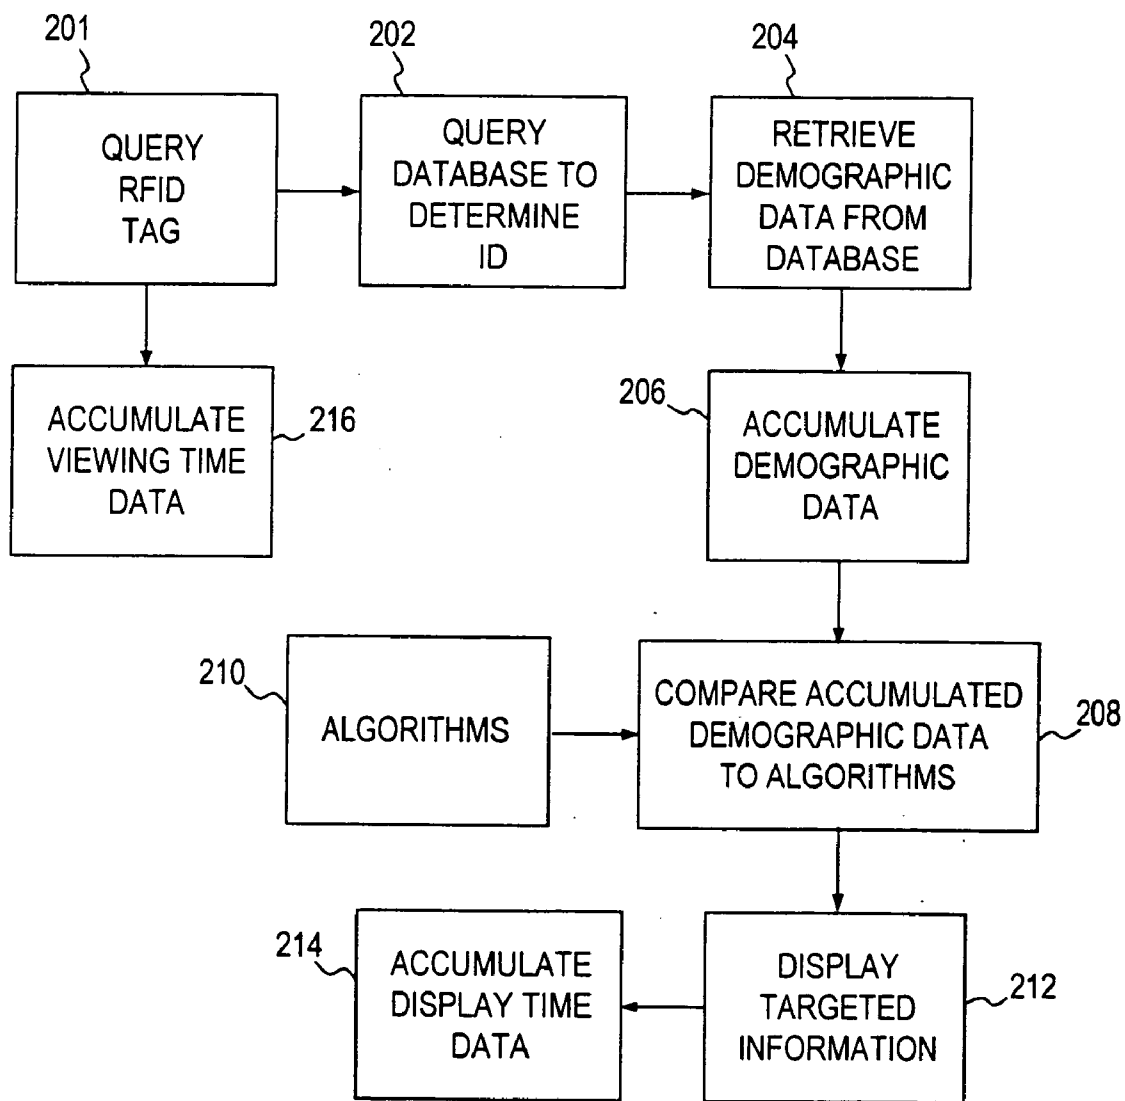 201
202
204
QUERY
RFID
TAG
QUERY
DATABASE TO
DETERMINE
ID
RETRIEVE
DEMOGRAPHIC
DATA FROM
DATABASE
ACCUMULATE
VIEWING TIME
DATA
216
206
ACCUMULATE
DEMOGRAPHIC
DATA
210
ALGORITHMS
COMPARE ACCUMULATED
DEMOGRAPHIC DATA
TO ALGORITHMS
208
214
ACCUMULATE
DISPLAY TIME
DATA
DISPLAY
TARGETED
INFORMATION
212